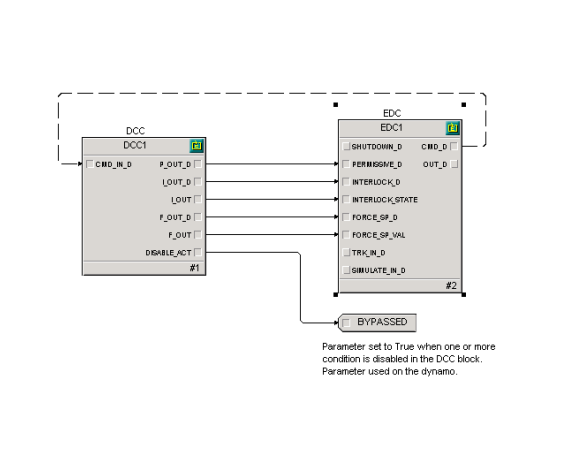 DCC
DCC1
CMD_IN_D
P_OUT_D
I_OUT_D
I_OUT
F_OUT_D
F_OUT
DISABLE_ACT
#1
EDC
EDC1
SHUTDOWN_D
CMD_D
PERMISSIVE_D
OUT_D
INTERLOCK_D
INTERLOCK_STATE
FORCE_SP_D
FORCE_SP_VAL
TRK_IN_D
SIMULATE_IN_D
#2
BYPASSED
Parameter set to True when one or more
condition is disabled in the DCC block.
Parameter used on the dynamo.